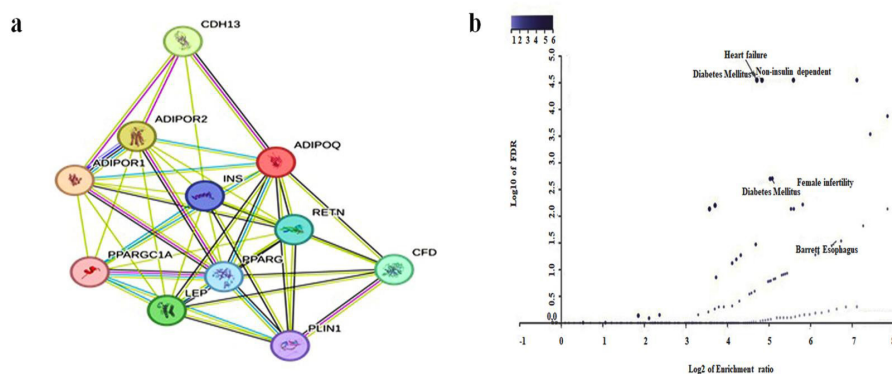 a
CDH13
ADIPOR2
ADIPOQ
ADIPOR1
INS
RETN
PPARGC1A
PPARG
CFD
LEP
PLIN1
b
1 2 3 4 5 6
Heart failure
Diabetes Mellitus Non-insulin dependent
Female infertility
Diabetes Mellitus
Barrett Esophagus
Log10 of FDR
5.0
4.5
4.0
3.5
3.0
2.5
2.0
1.5
1.0
0.5
0.0
0 1 2 3 4 5 6 7 8
Log2 of Enrichment ratio